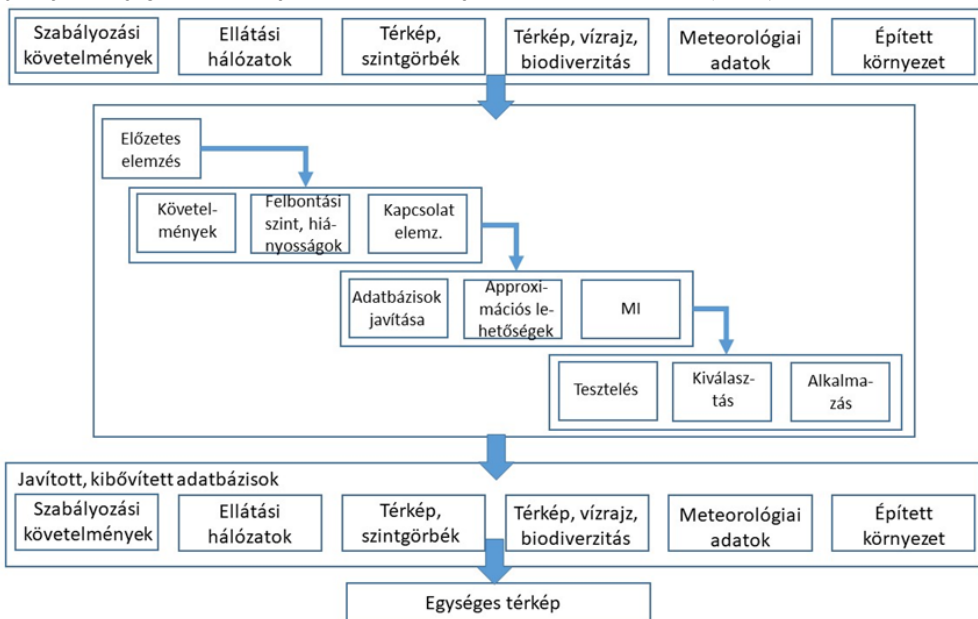 Szabályozási
követelmények
Ellátási
hálózatok
Térkép,
szintgörbék
Térkép, vízrajz,
biodiverzitás
Meteorológiai
adatok
Épített
környezet
Előzetes
elemzés
Követel-
mények
Felbontási
szint, hiá-
nyosságok
Kapcsolat
elemz.
Adatbázisok
javítása
Approxi-
mációs le-
hetőségek
MI
Tesztelés
Kiválasz-
tás
Alkalma-
zás
Javított, kibővített adatbázisok
Szabályozási
követelmények
Ellátási
hálózatok
Térkép,
szintgörbék
Térkép, vízrajz,
biodiverzitás
Meteorológiai
adatok
Épített
környezet
Egységes térkép